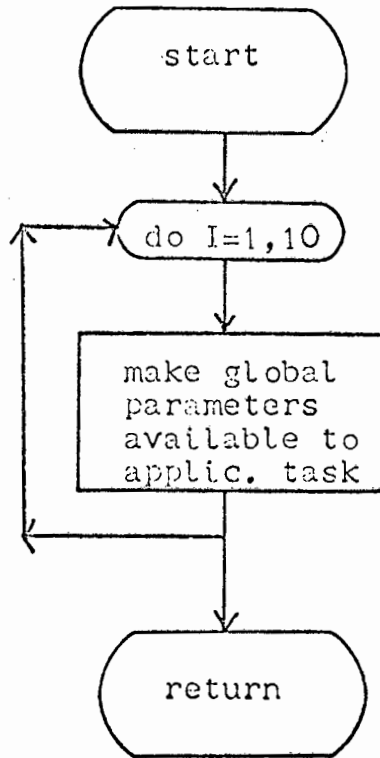 start
do I=1,10
make global
parameters
available to
applic. task
return